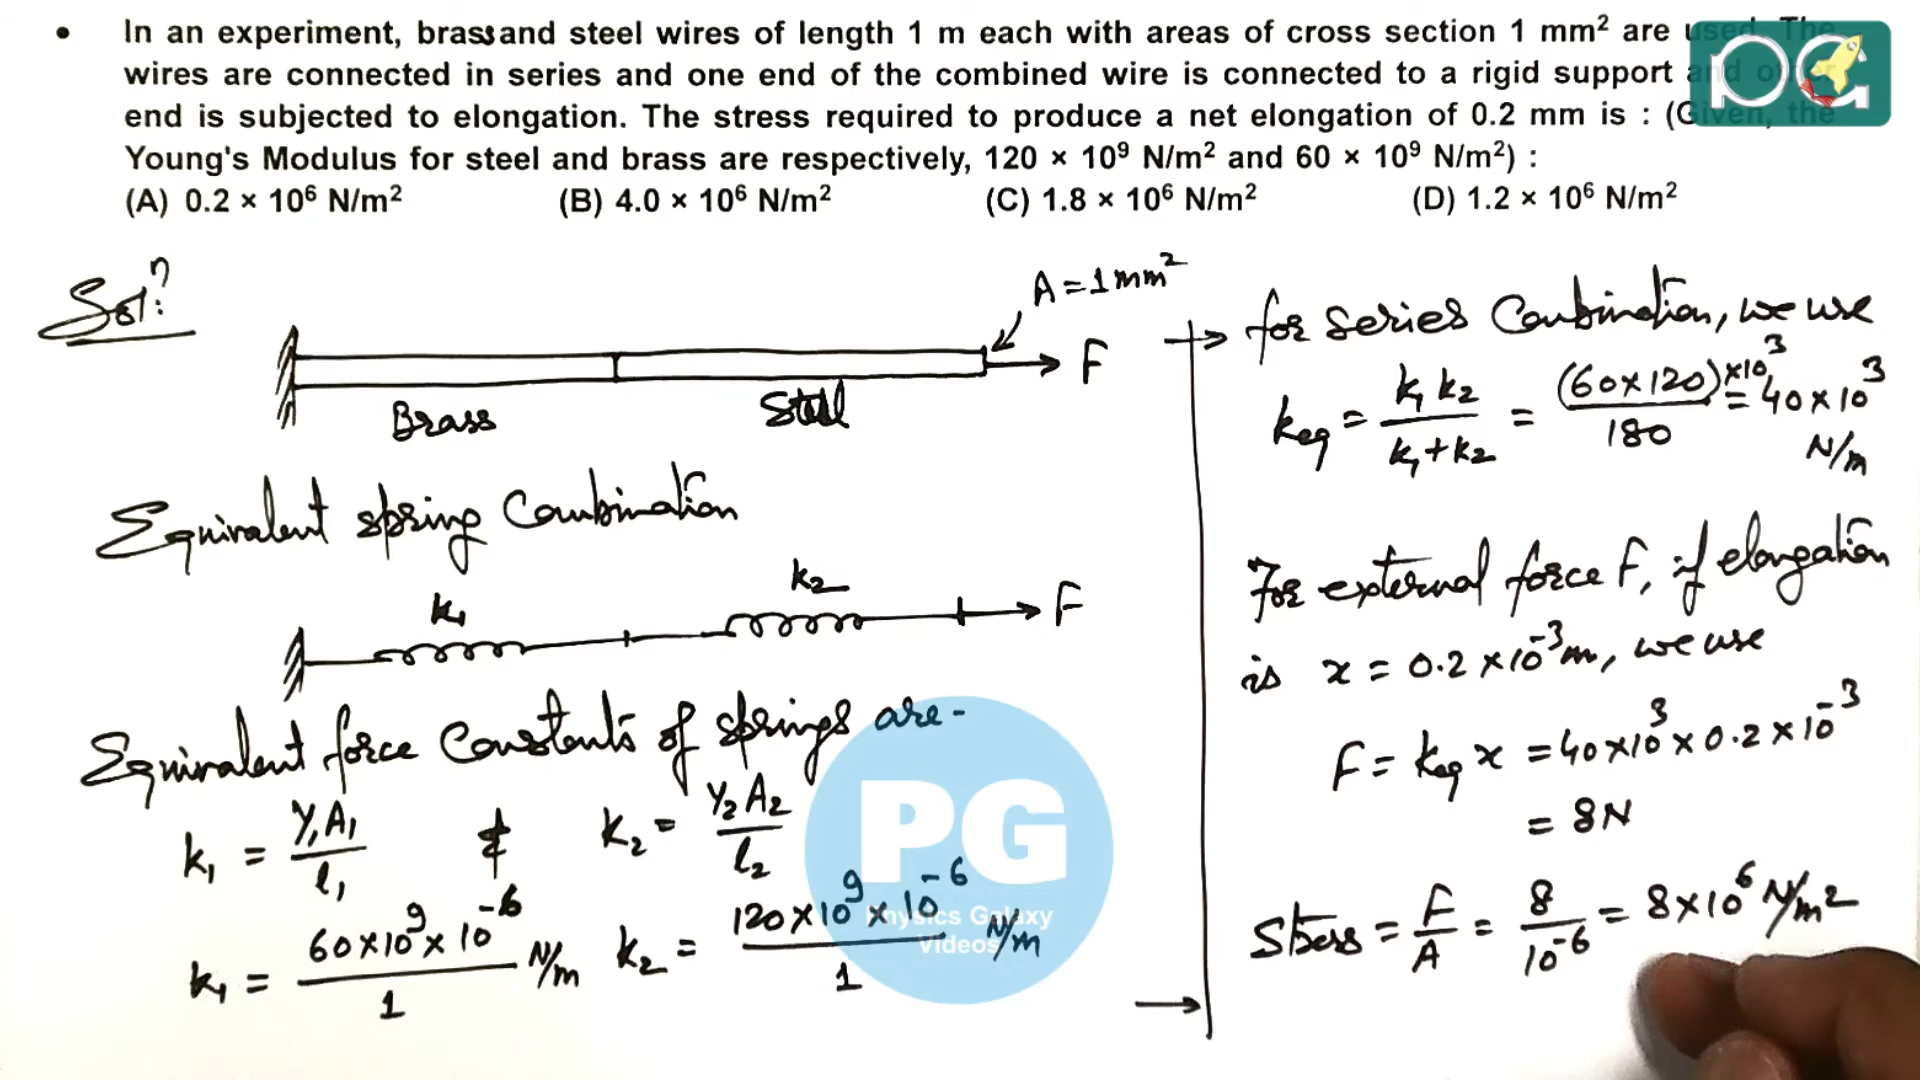 • In an experiment, brass and steel wires of length 1 m each with areas of cross section 1 mm² are used. The
wires are connected in series and one end of the combined wire is connected to a rigid support and other
end is subjected to elongation. The stress required to produce a net elongation of 0.2 mm is : (Given, the
Young's Modulus for steel and brass are respectively, 120 × 10⁹ N/m² and 60 × 10⁹ N/m²) :
(A) 0.2 × 10⁶ N/m² (B) 4.0 × 10⁶ N/m² (C) 1.8 × 10⁶ N/m² (D) 1.2 × 10⁶ N/m²
PG
Solⁿ:
A = 1 mm²
F
Brass Steel
Equivalent spring Combination
k₁ k₂ F
Equivalent force Constants of springs are -
k₁ = Y₁A₁/l₁ & k₂ = Y₂A₂/l₂
k₁ = 60×10⁹×10⁻⁶/1 N/m k₂ = 120×10⁹×10⁻⁶/1 N/m
PG
Physics Galaxy
Videos
→ for series Combination, we use
keq = k₁k₂/k₁+k₂ = (60×120)×10³/180 = 40×10³
N/m
For external force F, if elongation
is x = 0.2×10⁻³m, we use
F = keq x = 40×10³×0.2×10⁻³
= 8N
Stress = F/A = 8/10⁻⁶ = 8×10⁶ N/m²